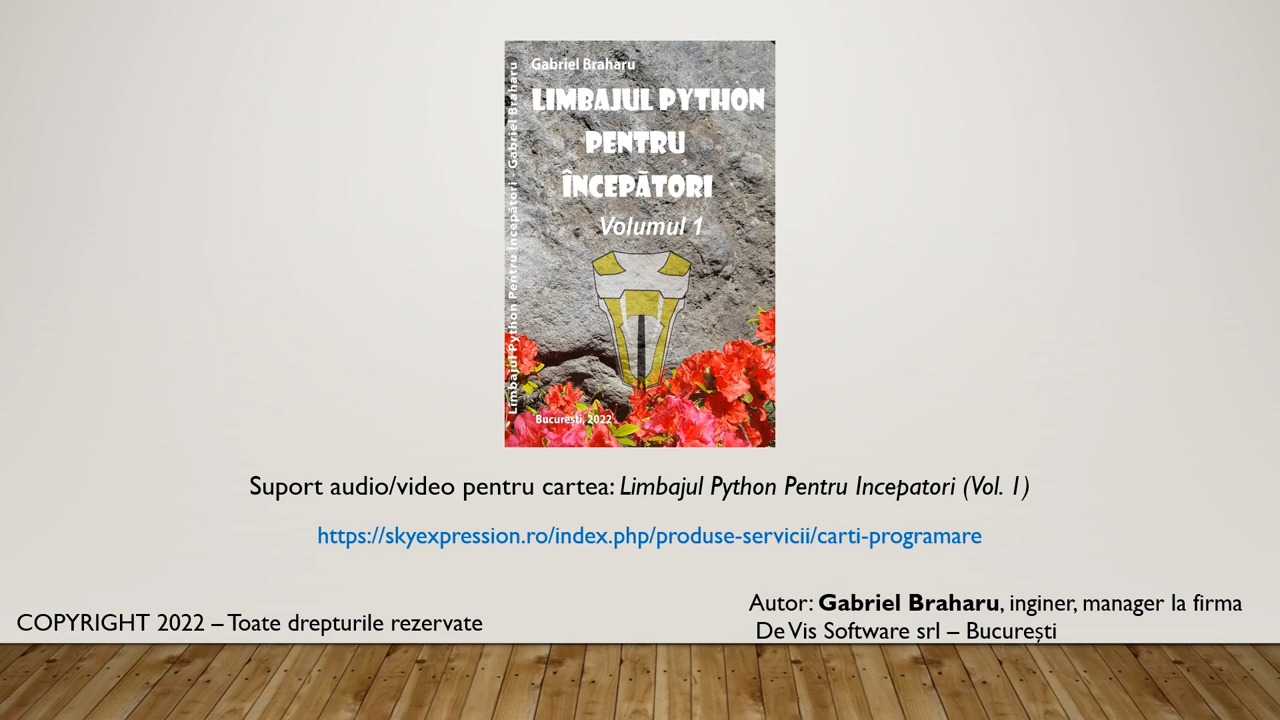 Gabriel Braharu
LIMBAJUL PYTHON
PENTRU
ÎNCEPĂTORI
Volumul 1
București, 2022
Limbajul Python Pentru Începători - Gabriel Braharu
Suport audio/video pentru cartea: Limbajul Python Pentru Incepatori (Vol. 1)
https://skyexpression.ro/index.php/produse-servicii/carti-programare
COPYRIGHT 2022 – Toate drepturile rezervate
Autor: Gabriel Braharu, inginer, manager la firma
De Vis Software srl – București